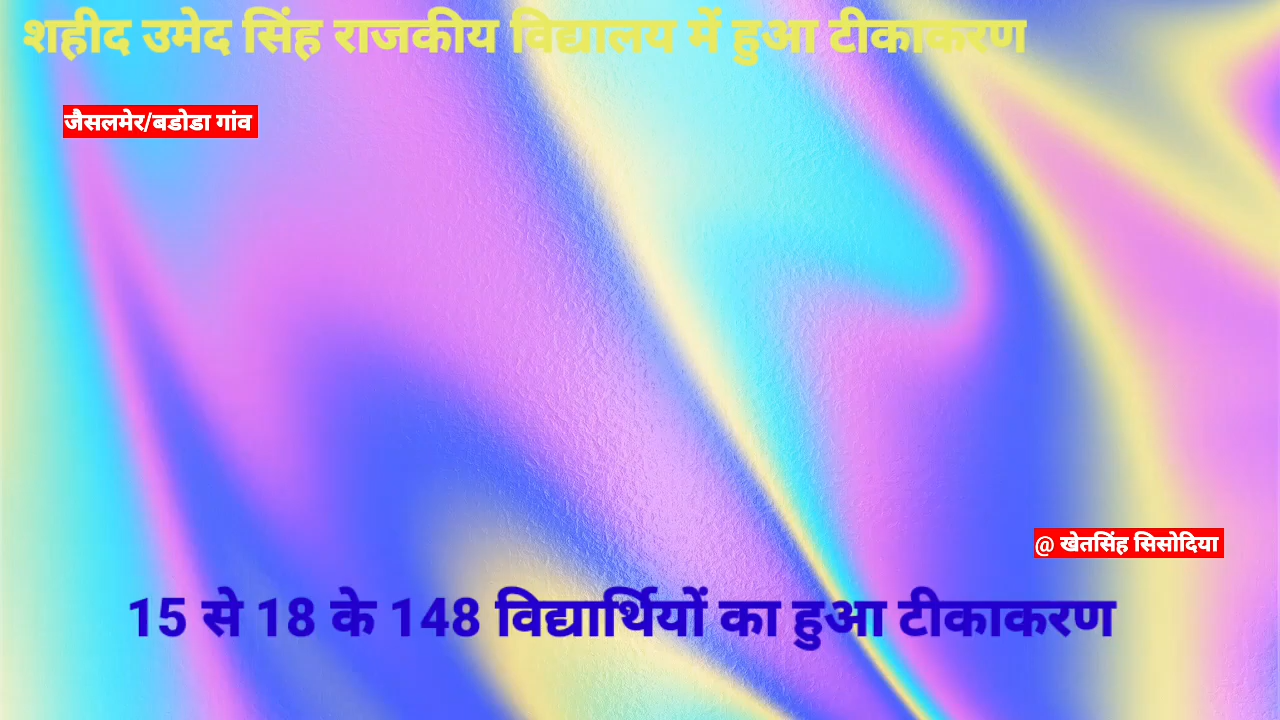 शहीद उमेद सिंह राजकीय विद्यालय में हुआ टीकाकरण
जैसलमेर/बडोडा गांव
@ खेतसिंह सिसोदिया
15 से 18 के 148 विद्यार्थियों का हुआ टीकाकरण